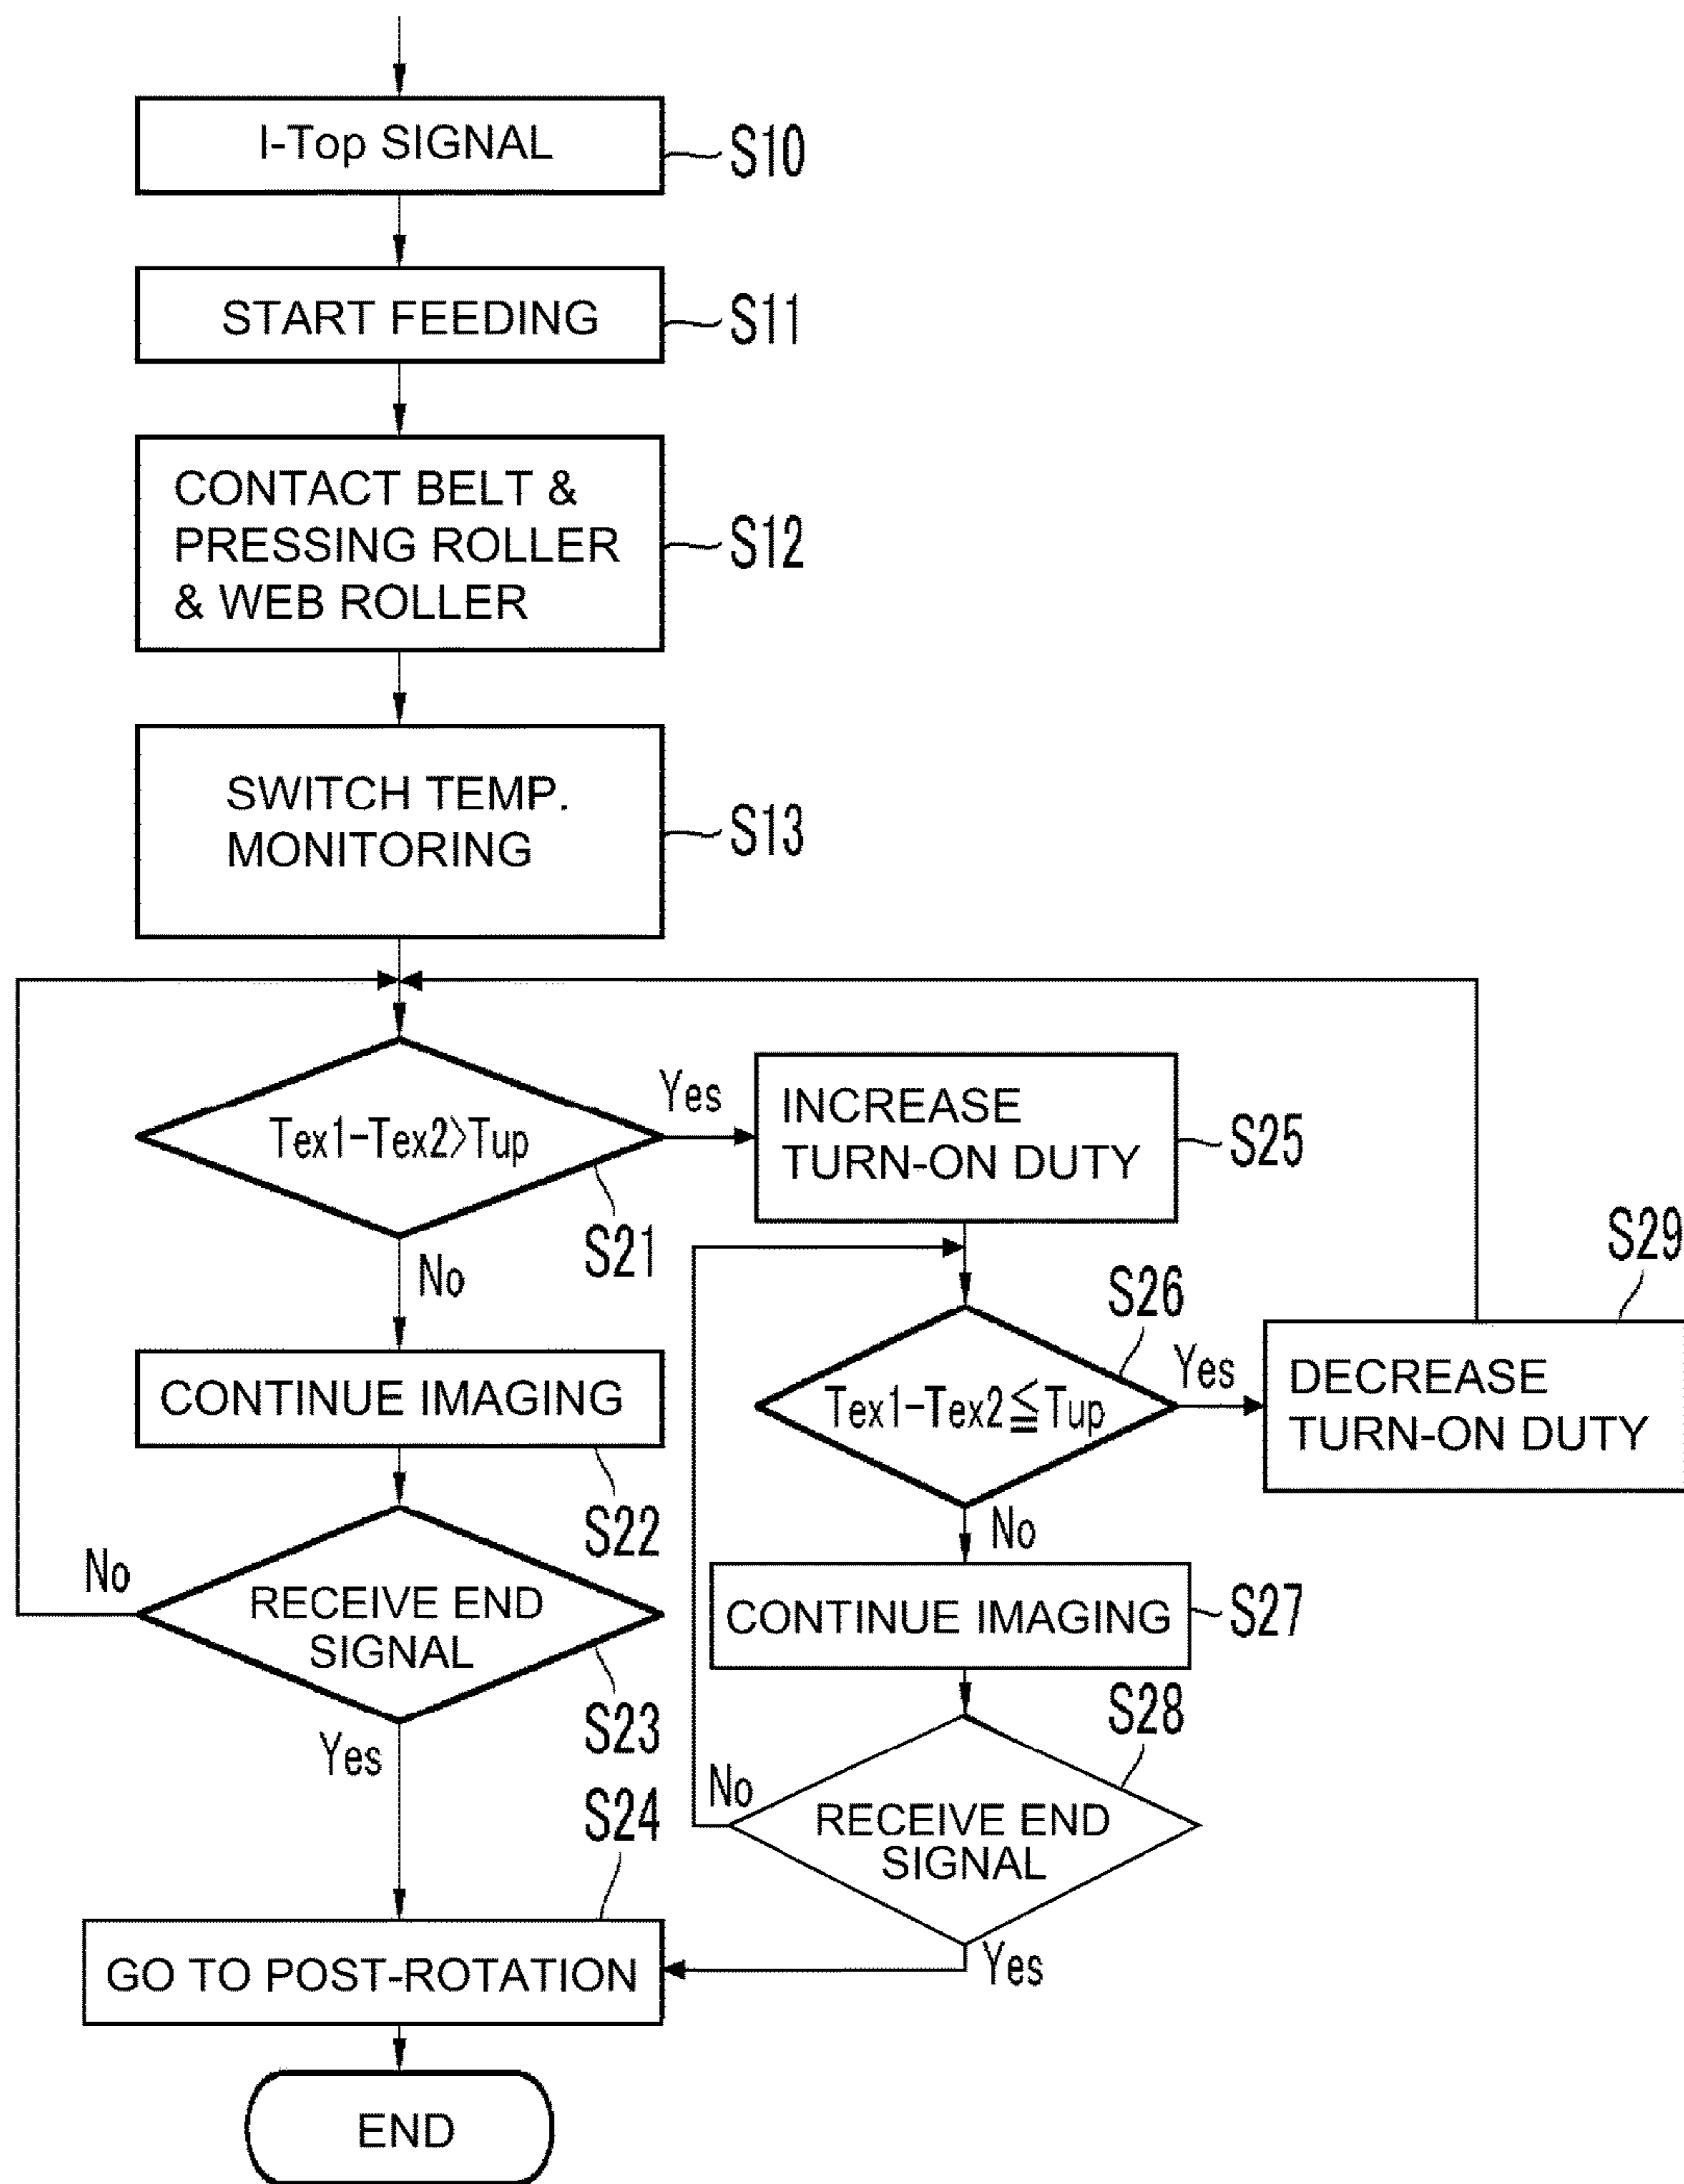 I-Top SIGNAL
S10
START FEEDING
S11
CONTACT BELT &
PRESSING ROLLER
& WEB ROLLER
S12
SWITCH TEMP.
MONITORING
S13
Tex1-Tex2>Tup
Yes
S21
No
INCREASE
TURN-ON DUTY
S25
S29
S26
CONTINUE IMAGING
S22
Tex1-Tex2≦Tup
Yes
DECREASE
TURN-ON DUTY
No
No
RECEIVE END
SIGNAL
S23
Yes
CONTINUE IMAGING
S27
S28
No
RECEIVE END
SIGNAL
S24
GO TO POST-ROTATION
Yes
END